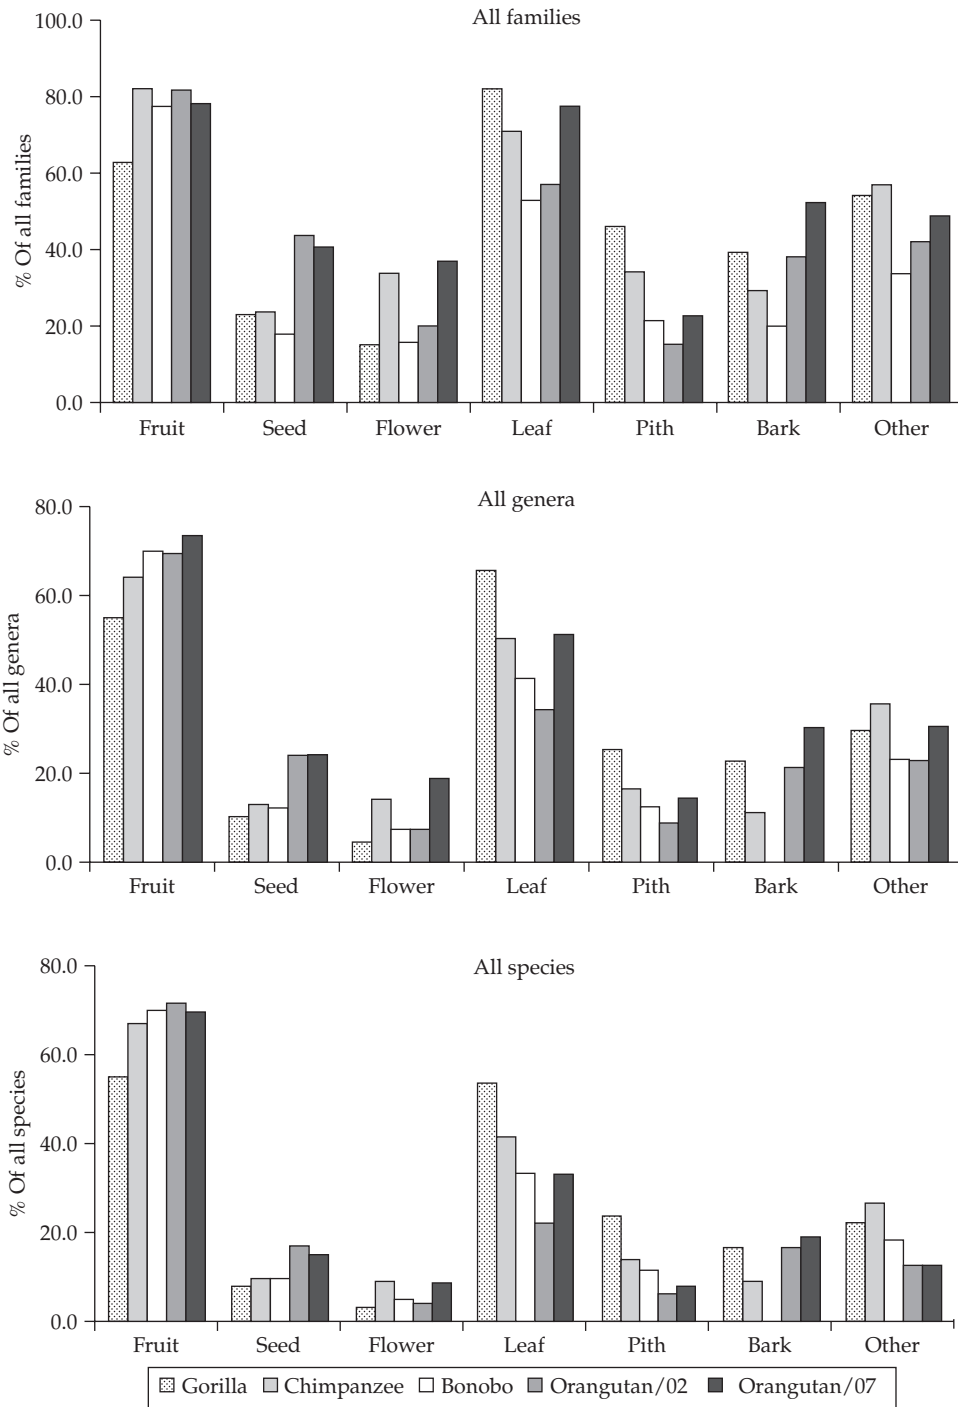 All families
% Of all families
100.0
80.0
60.0
40.0
20.0
0.0
Fruit Seed Flower Leaf Pith Bark Other
All genera
% Of all genera
80.0
60.0
40.0
20.0
0.0
Fruit Seed Flower Leaf Pith Bark Other
All species
% Of all species
80.0
60.0
40.0
20.0
0.0
Fruit Seed Flower Leaf Pith Bark Other
Gorilla Chimpanzee Bonobo Orangutan/02 Orangutan/07